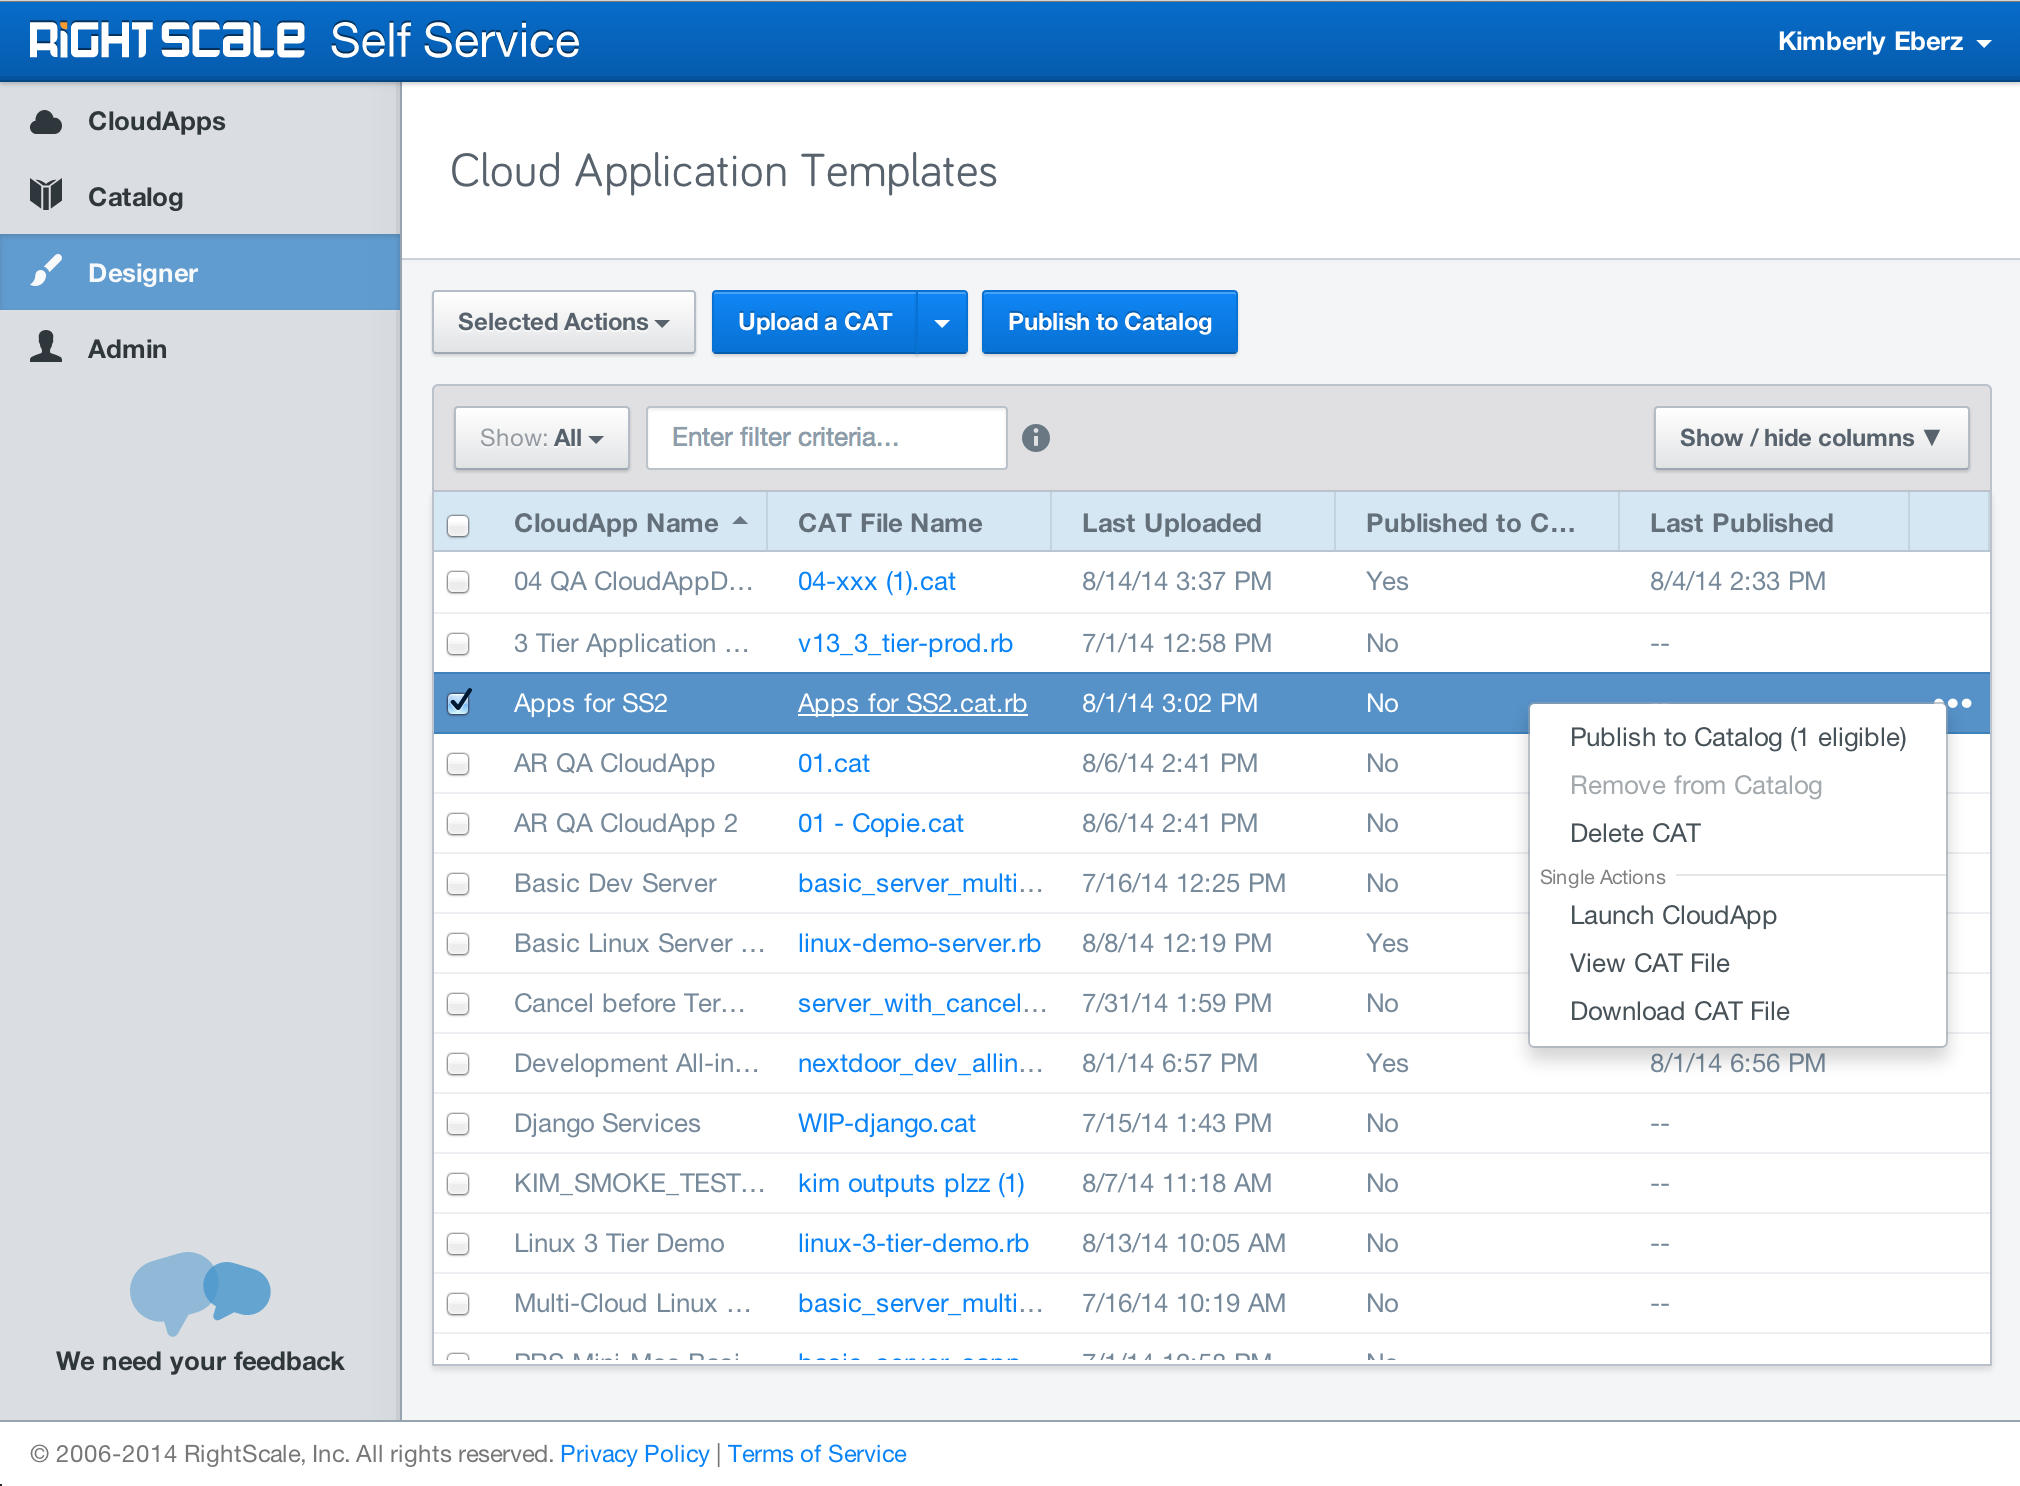 RIGHTSCALE Self Service
Kimberly Eberz
CloudApps
Catalog
Designer
Admin
We need your feedback
Cloud Application Templates
Selected Actions
Upload a CAT
Publish to Catalog
Show: All
Enter filter criteria...
Show / hide columns ▼
CloudApp Name CAT File Name Last Uploaded Published to C... Last Published
04 QA CloudAppD... 04-xxx (1).cat 8/14/14 3:37 PM Yes 8/4/14 2:33 PM
3 Tier Application ... v13_3_tier-prod.rb 7/1/14 12:58 PM No --
Apps for SS2 Apps for SS2.cat.rb 8/1/14 3:02 PM No
AR QA CloudApp 01.cat 8/6/14 2:41 PM No
AR QA CloudApp 2 01 - Copie.cat 8/6/14 2:41 PM No
Basic Dev Server basic_server_multi... 7/16/14 12:25 PM No
Basic Linux Server ... linux-demo-server.rb 8/8/14 12:19 PM Yes
Cancel before Ter... server_with_cancel... 7/31/14 1:59 PM No
Development All-in... nextdoor_dev_allin... 8/1/14 6:57 PM Yes 8/1/14 6:56 PM
Django Services WIP-django.cat 7/15/14 1:43 PM No --
KIM_SMOKE_TEST... kim outputs plzz (1) 8/7/14 11:18 AM No --
Linux 3 Tier Demo linux-3-tier-demo.rb 8/13/14 10:05 AM No --
Multi-Cloud Linux ... basic_server_multi... 7/16/14 10:19 AM No --
Publish to Catalog (1 eligible)
Remove from Catalog
Delete CAT
Single Actions
Launch CloudApp
View CAT File
Download CAT File
© 2006-2014 RightScale, Inc. All rights reserved. Privacy Policy | Terms of Service